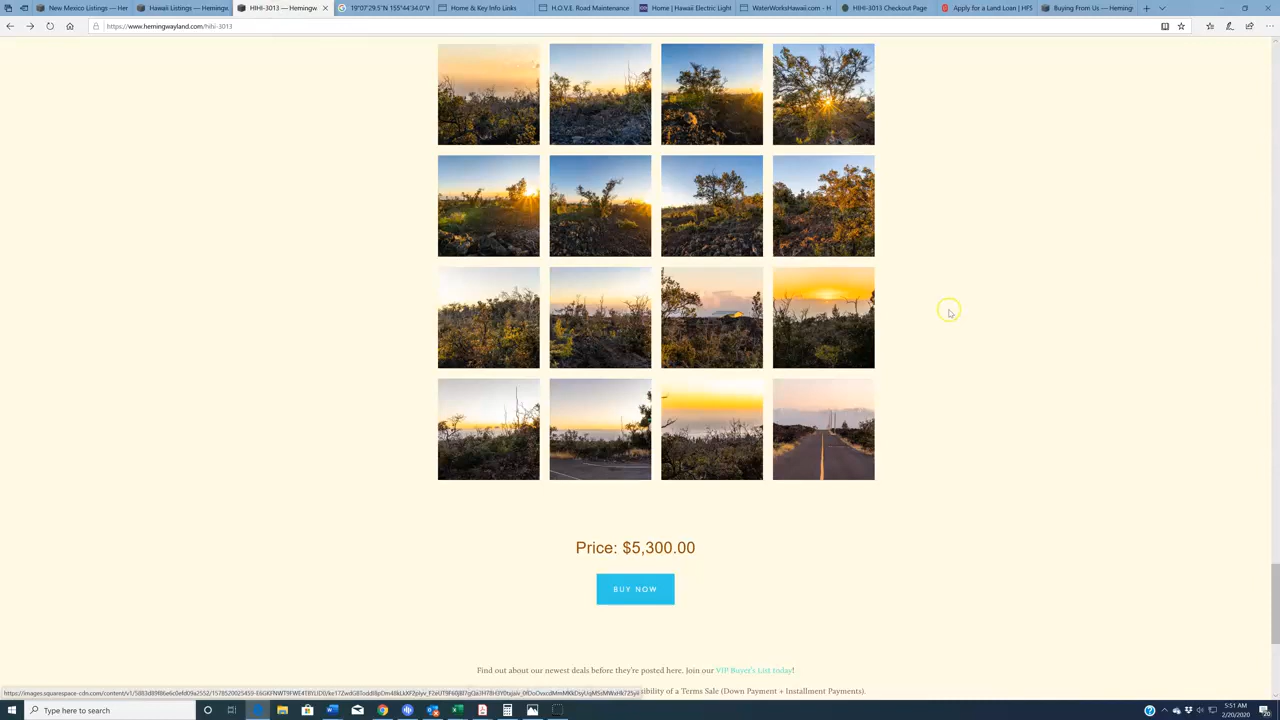 New Mexico Listings — Her
Hawaii Listings — Hemings
HIHI-3013 — Hemingw
19°07'29.5"N 155°44'34.0"V
Home & Key Info Links
H.O.V.E. Road Maintenance
Home | Hawaii Electric Light
WaterWorksHawaii.com - H
HIHI-3013 Checkout Page
Apply for a Land Loan | HFS
Buying From Us — Heming
https://www.hemingwayland.com/hihi-3013
Price: $5,300.00
BUY NOW
Find out about our newest deals before they're posted here. Join our VIP Buyer's List today!
sibility of a Terms Sale (Down Payment + Installment Payments).
Type here to search
5:51 AM
2/20/2020
20